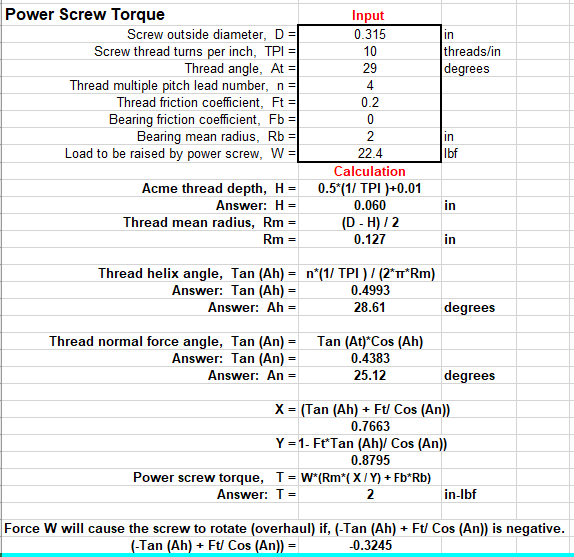 Power Screw Torque Input
Screw outside diameter, D = 0.315 in
Screw thread turns per inch, TPI = 10 threads/in
Thread angle, At = 29 degrees
Thread multiple pitch lead number, n = 4
Thread friction coefficient, Ft = 0.2
Bearing friction coefficient, Fb = 0
Bearing mean radius, Rb = 2 in
Load to be raised by power screw, W = 22.4 lbf
Calculation
Acme thread depth, H = 0.5*(1/ TPI )+0.01
Answer: H = 0.060 in
Thread mean radius, Rm = (D - H) / 2
Rm = 0.127 in
Thread helix angle, Tan (Ah) = n*(1/ TPI ) / (2*π*Rm)
Answer: Tan (Ah) = 0.4993
Answer: Ah = 28.61 degrees
Thread normal force angle, Tan (An) = Tan (At)*Cos (Ah)
Answer: Tan (An) = 0.4383
Answer: An = 25.12 degrees
X = (Tan (Ah) + Ft/ Cos (An))
0.7663
Y = 1- Ft*Tan (Ah)/ Cos (An))
0.8795
Power screw torque, T = W*(Rm*( X / Y) + Fb*Rb)
Answer: T = 2 in-lbf
Force W will cause the screw to rotate (overhaul) if, (-Tan (Ah) + Ft/ Cos (An)) is negative.
(-Tan (Ah) + Ft/ Cos (An)) = -0.3245